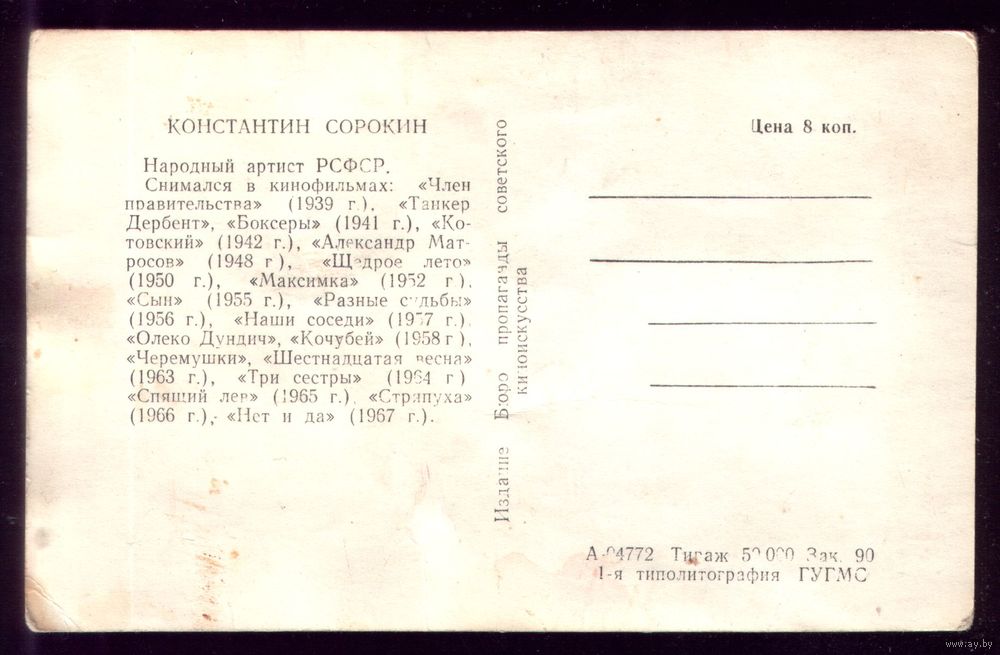 КОНСТАНТИН СОРОКИН
Народный артист РСФСР.
Снимался в кинофильмах: «Член
правительства» (1939 г.), «Танкер
Дербент», «Боксеры» (1941 г.), «Ко-
товский» (1942 г.), «Александр Мат-
росов» (1948 г), «Щедрое лето»
(1950 г.), «Максимка» (1952 г.),
«Сын» (1955 г.), «Разные судьбы»
(1956 г.), «Наши соседи» (1957 г.),
«Олеко Дундич», «Кочубей» (1958 г),
«Черемушки», «Шестнадцатая весна»
(1963 г.), «Три сестры» (1964 г)
«Спящий лев» (1965 г.), «Стряпуха»
(1966 г.), «Нет и да» (1967 г.).
Издание Бюро пропаганды советского
киноискусства
Цена 8 коп.
Тираж 50 000 Зак. 90
1-я типолитография ГУГМС
www.ay.by